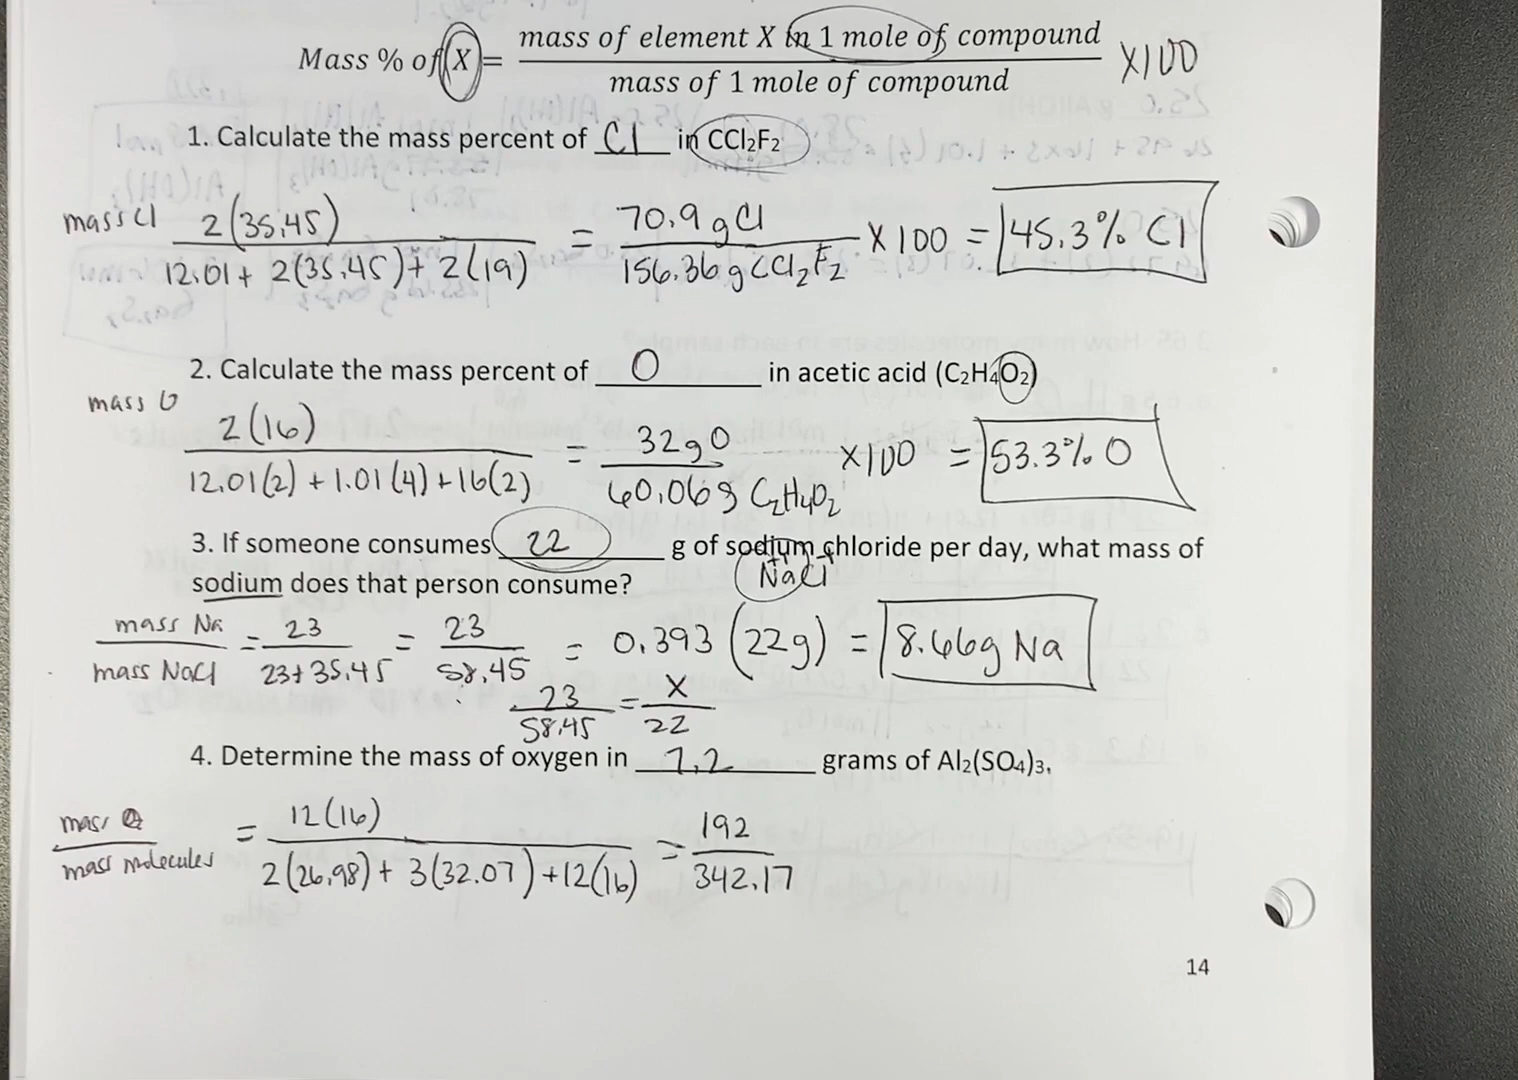 Mass % of X = mass of element X in 1 mole of compound / mass of 1 mole of compound X100
1. Calculate the mass percent of Cl in CCl2F2
mass Cl 2(35.45) / 12.01 + 2(35.45) + 2(19) = 70.9 g Cl / 156.36 g CCl2F2 X 100 = 45.3% Cl
2. Calculate the mass percent of O in acetic acid (C2H4O2)
mass O
2(16) / 12.01(2) + 1.01(4) + 16(2) = 32 g O / 60.06 g C2H4O2 X100 = 53.3% O
3. If someone consumes 22 g of sodium chloride per day, what mass of
sodium does that person consume?
Na+Cl-
mass Na / mass NaCl = 23 / 23+35.45 = 23 / 58.45 = 0.393 (22g) = 8.66g Na
23 / 58.45 = X / 22
4. Determine the mass of oxygen in 7.2 grams of Al2(SO4)3.
mass O / mass molecules = 12(16) / 2(26.98) + 3(32.07) + 12(16) = 192 / 342.17
14